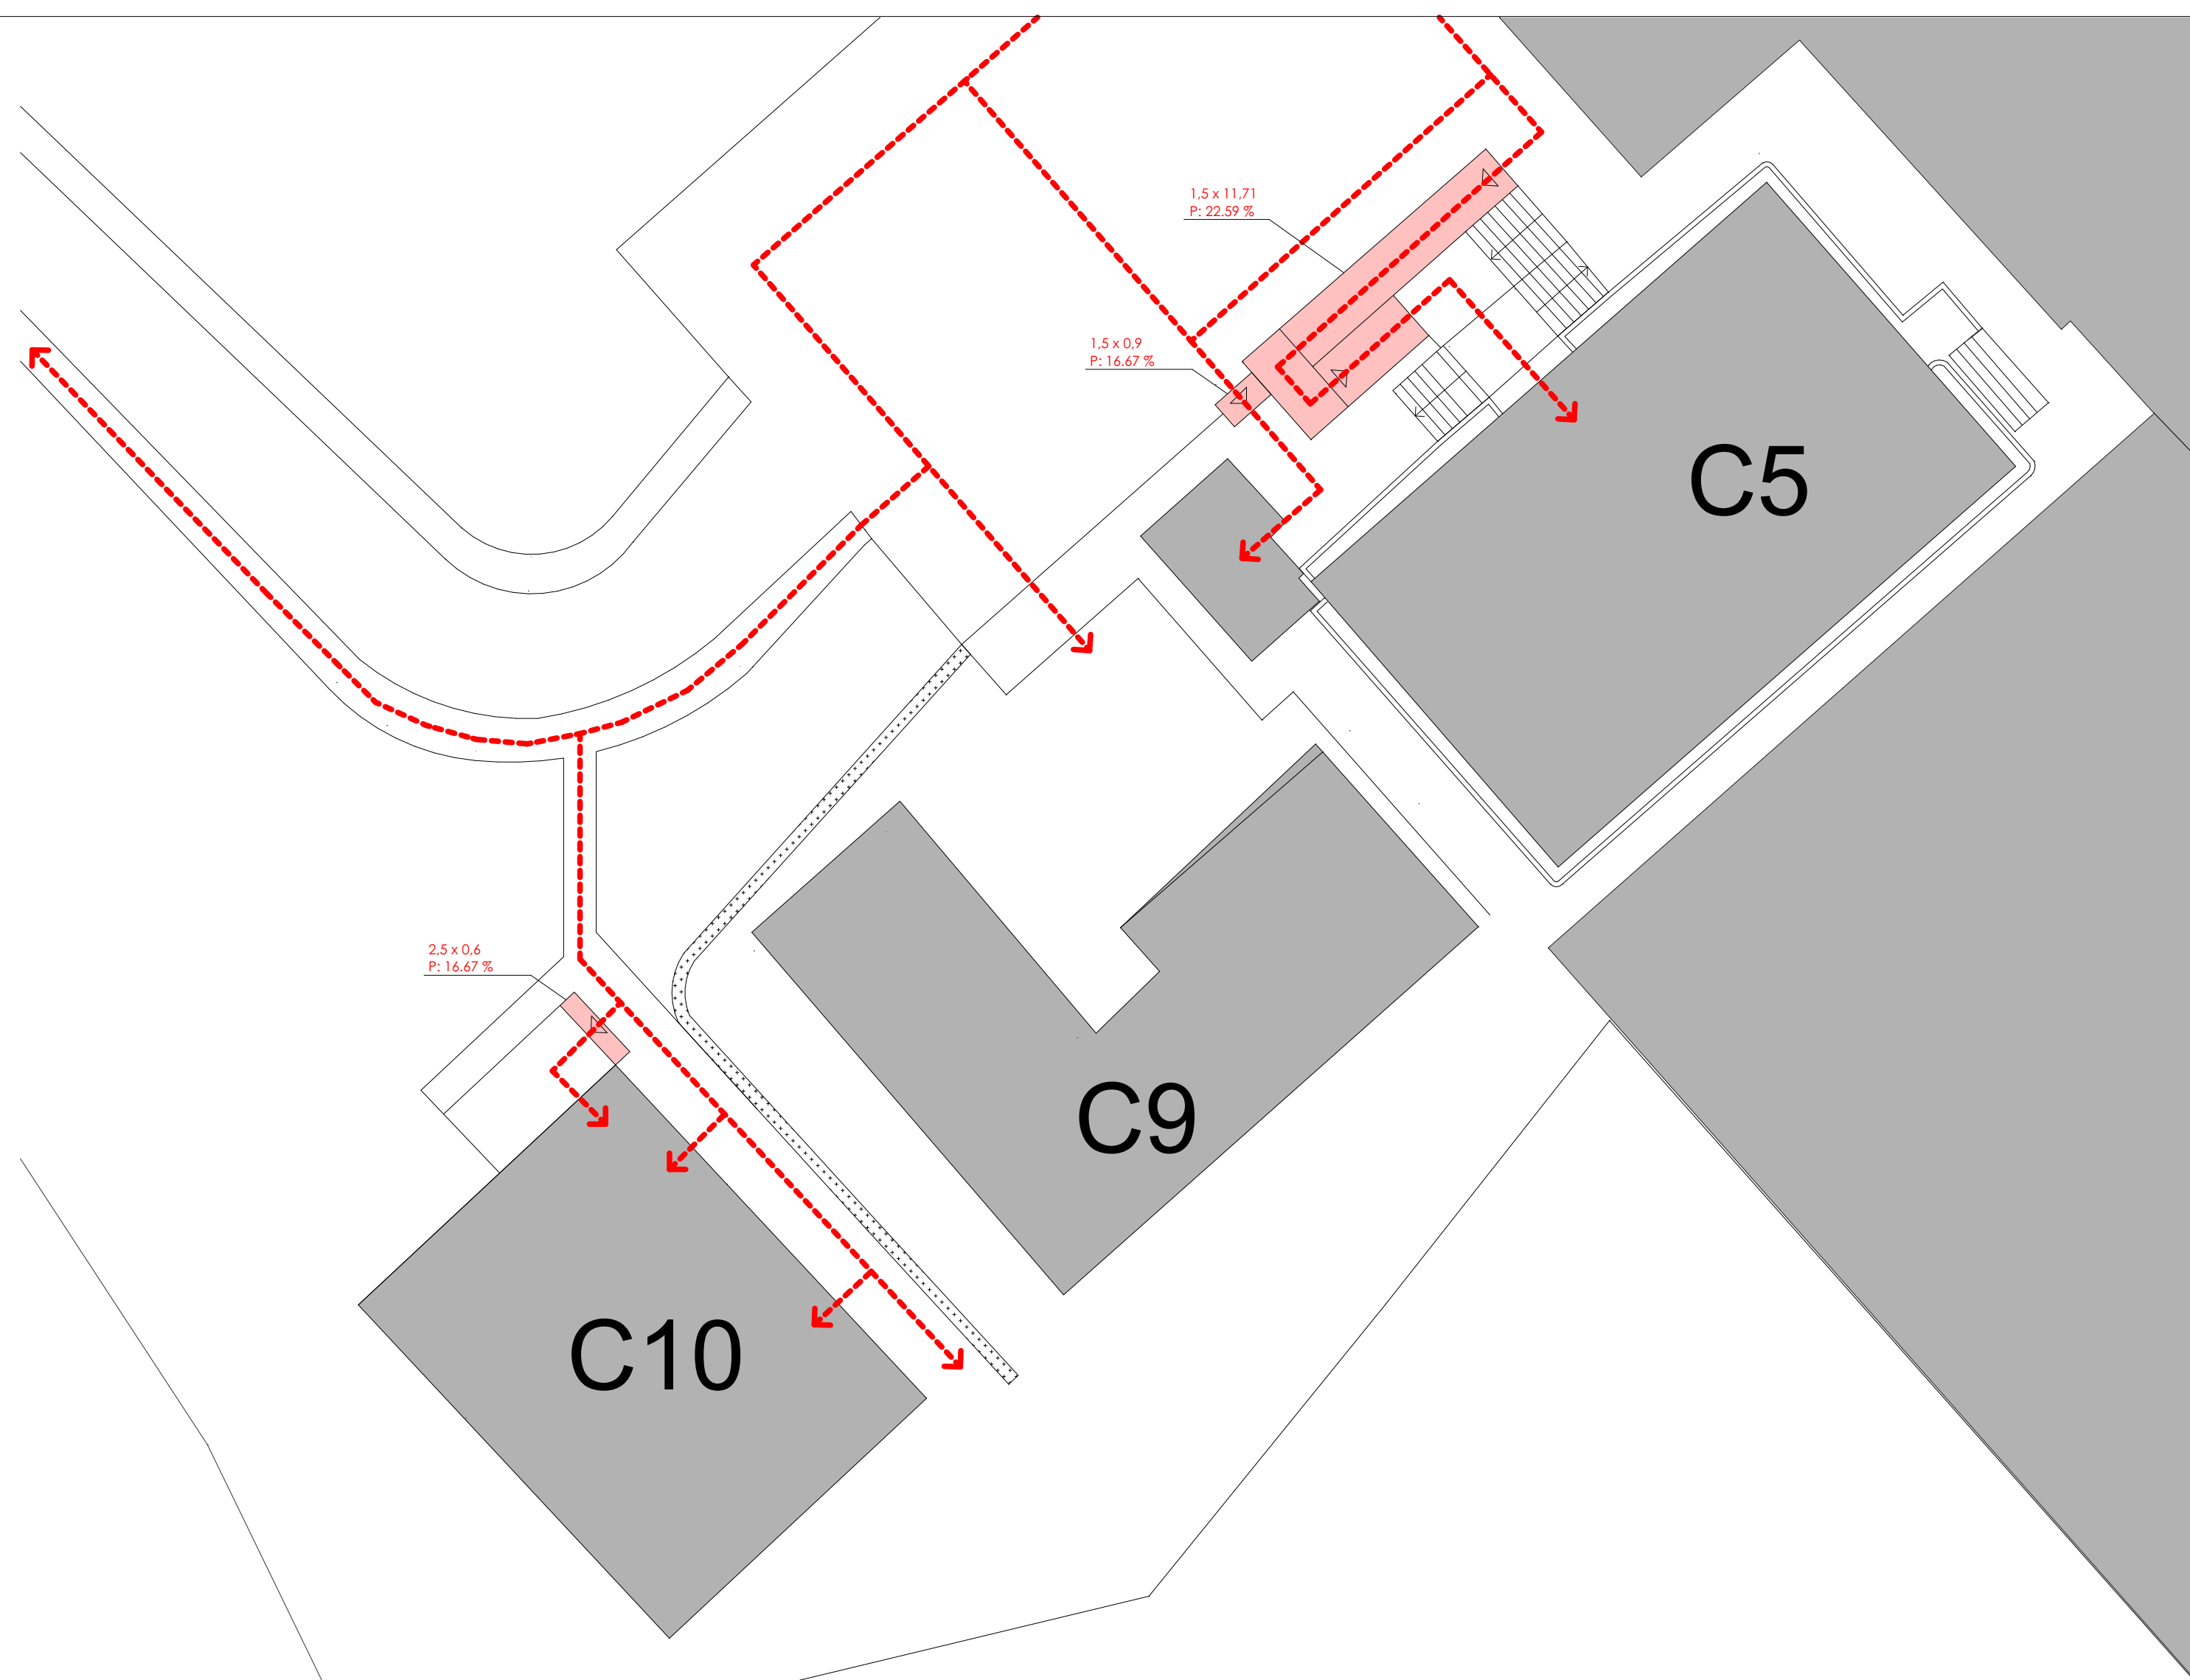 1,5 x 11,71
P: 22.59 %
1,5 x 0,9
P: 16.67 %
C5
2,5 x 0,6
P: 16.67 %
C9
C10